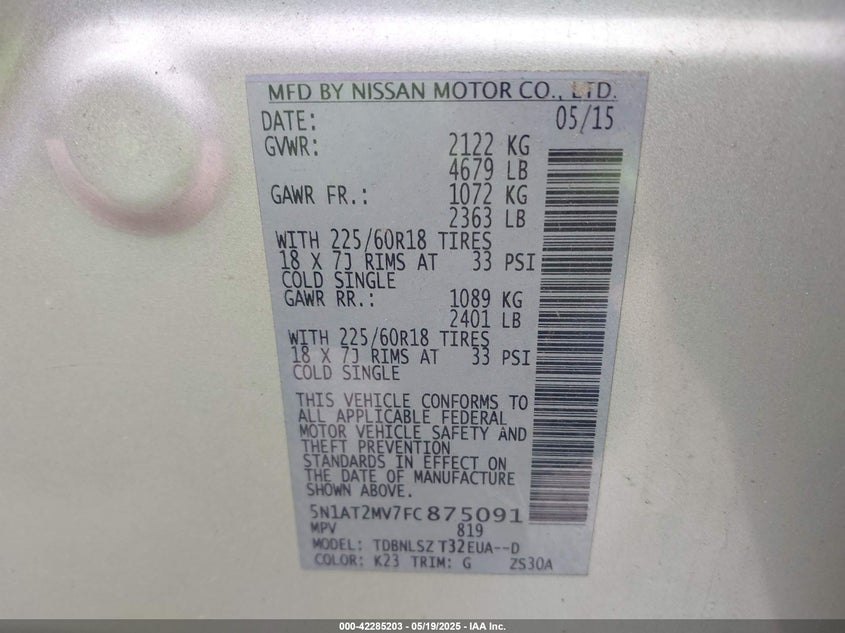 MFD BY NISSAN MOTOR CO., LTD.
DATE: 05/15
GVWR: 2122 KG
4679 LB
GAWR FR.: 1072 KG
2363 LB
WITH 225/60R18 TIRES
18 X 7J RIMS AT 33 PSI
COLD SINGLE
GAWR RR.: 1089 KG
2401 LB
WITH 225/60R18 TIRES
18 X 7J RIMS AT 33 PSI
COLD SINGLE
THIS VEHICLE CONFORMS TO
ALL APPLICABLE FEDERAL
MOTOR VEHICLE SAFETY AND
THEFT PREVENTION
STANDARDS IN EFFECT ON
THE DATE OF MANUFACTURE
SHOWN ABOVE.
5N1AT2MV7FC875091
MPV 819
MODEL: TDBNLSZ T32EUA--D
COLOR: K23 TRIM: G ZS30A
000-42285203 - 05/19/2025 - IAA Inc.